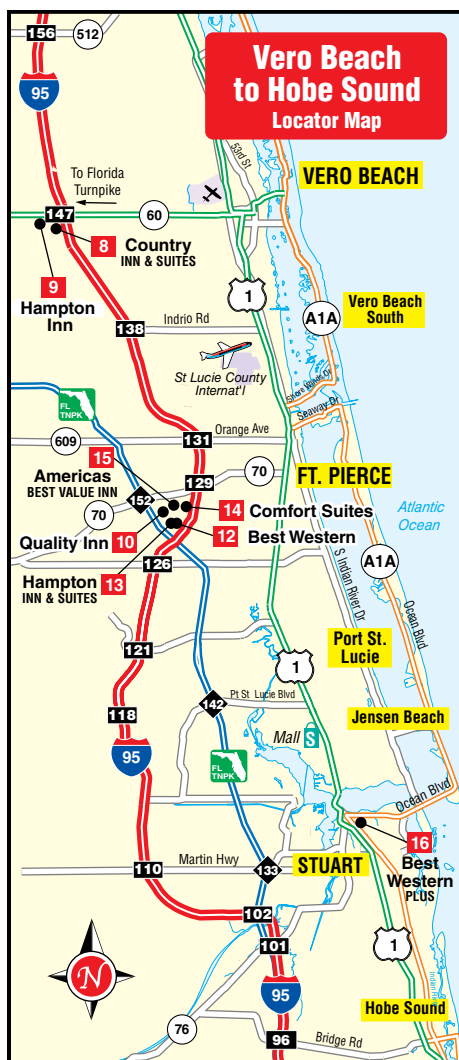 156
512
95
Vero Beach
to Hobe Sound
Locator Map
53rd St
To Florida
Turnpike
VERO BEACH
147
60
8
Country
INN & SUITES
9
Hampton
Inn
1
A1A
Vero Beach
South
138
Indrio Rd
St Lucie County
Internat'l
Shore Winds Dr
Seaway Dr
FL
TNPK
609
131
Orange Ave
15
Americas
BEST VALUE INN
129
70
FT. PIERCE
152
70
14
Comfort Suites
Quality Inn
10
12
Best Western
Atlantic
Ocean
Hampton
INN & SUITES
13
126
S Indian River Dr
A1A
Ocean Blvd
121
Port St.
Lucie
1
142
Pt St Lucie Blvd
118
Jensen Beach
Mall
S
95
FL
TNPK
Ocean Blvd
16
Best
Western
PLUS
110
Martin Hwy
133
STUART
102
101
1
N
95
Hobe Sound
76
96
Bridge Rd